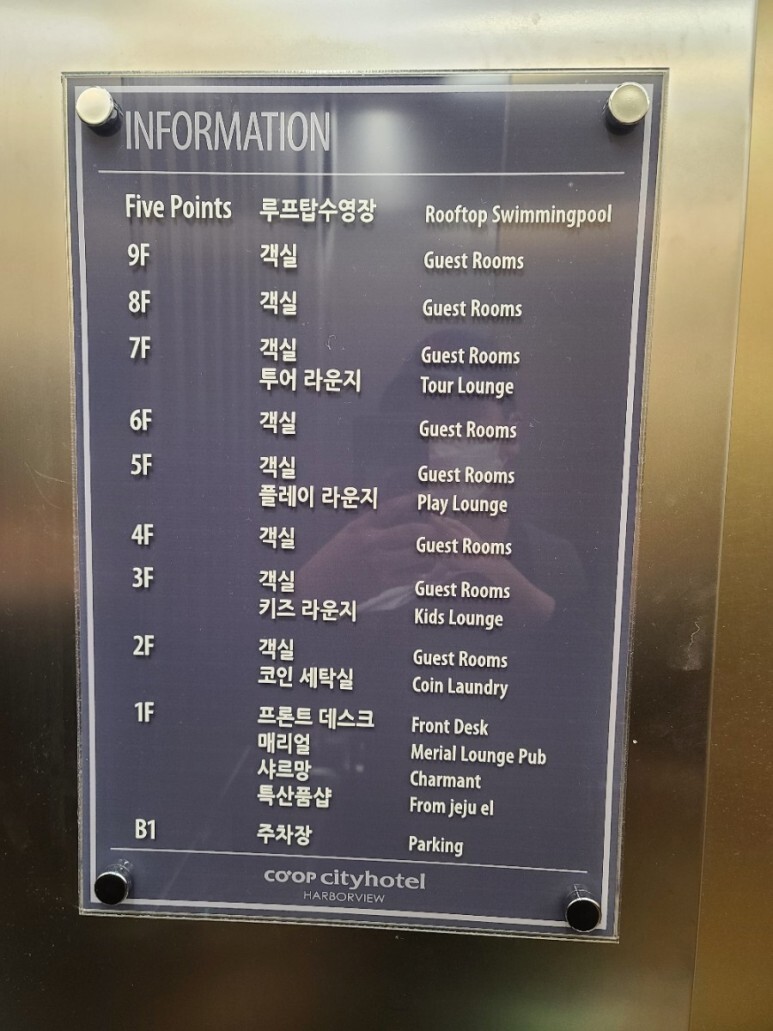 INFORMATION
Five Points 루프탑수영장 Rooftop Swimmingpool
9F 객실 Guest Rooms
8F 객실 Guest Rooms
7F 객실 Guest Rooms
투어 라운지 Tour Lounge
6F 객실 Guest Rooms
5F 객실 Guest Rooms
플레이 라운지 Play Lounge
4F 객실 Guest Rooms
3F 객실 Guest Rooms
키즈 라운지 Kids Lounge
2F 객실 Guest Rooms
코인 세탁실 Coin Laundry
1F 프론트 데스크 Front Desk
매리얼 Merial Lounge Pub
샤르망 Charmant
특산품샵 From jeju el
B1 주차장 Parking
CO'OP cityhotel
HARBORVIEW